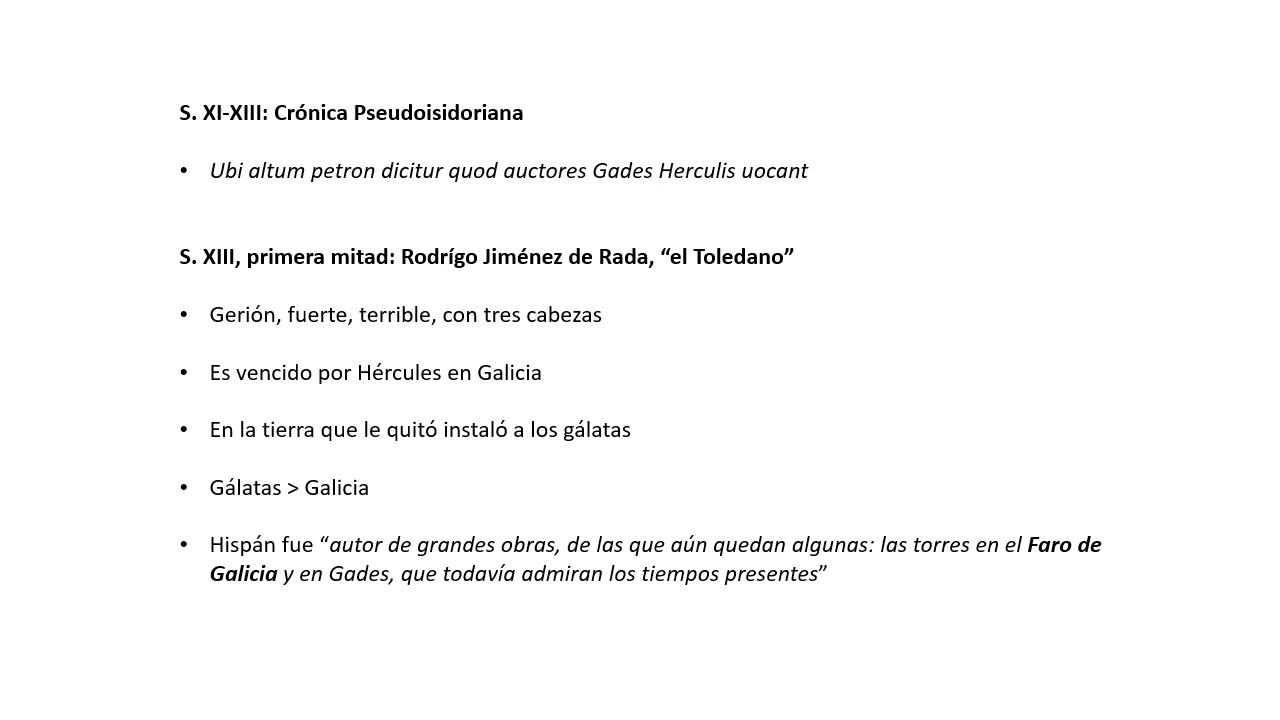 S. XI-XIII: Crónica Pseudoisidoriana
• Ubi altum petron dicitur quod auctores Gades Herculis uocant
S. XIII, primera mitad: Rodrígo Jiménez de Rada, “el Toledano”
• Gerión, fuerte, terrible, con tres cabezas
• Es vencido por Hércules en Galicia
• En la tierra que le quitó instaló a los gálatas
• Gálatas > Galicia
• Hispán fue “autor de grandes obras, de las que aún quedan algunas: las torres en el Faro de
Galicia y en Gades, que todavía admiran los tiempos presentes”